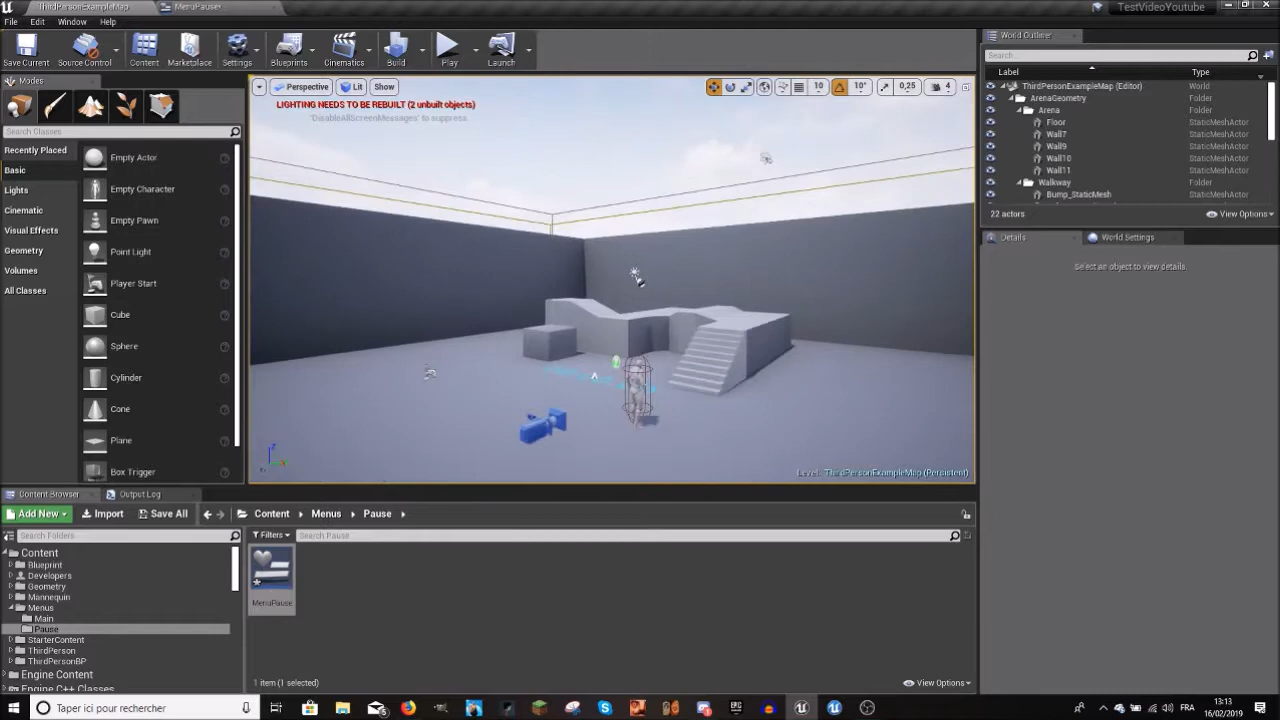 ThirdPersonExampleMap
MenuPause*
TestVideoYoutube
File Edit Window Help
Save Current
Source Control
Content
Marketplace
Settings
Blueprints
Cinematics
Build
Play
Launch
Modes
Search Classes
Recently Placed
Basic
Lights
Cinematic
Visual Effects
Geometry
Volumes
All Classes
Empty Actor
Empty Character
Empty Pawn
Point Light
Player Start
Cube
Sphere
Cylinder
Cone
Plane
Box Trigger
Perspective Lit Show
10 10° 0,25 4
LIGHTING NEEDS TO BE REBUILT (2 unbuilt objects)
'DisableAllScreenMessages' to suppress
Level: ThirdPersonExampleMap (Persistent)
World Outliner
Search
Label Type
ThirdPersonExampleMap (Editor) World
ArenaGeometry Folder
Arena Folder
Floor StaticMeshActor
Wall7 StaticMeshActor
Wall9 StaticMeshActor
Wall10 StaticMeshActor
Wall11 StaticMeshActor
Walkway Folder
Bump_StaticMesh StaticMeshActor
22 actors View Options
Details World Settings
Select an object to view details.
Content Browser Output Log
Add New Import Save All Content Menus Pause
Search Folders
Filters Search Pause
Content
Blueprint
Developers
Geometry
Mannequin
Menus
Main
Pause
StarterContent
ThirdPerson
ThirdPersonBP
Engine Content
Engine C++ Classes
MenuPause
1 item (1 selected) View Options
Taper ici pour rechercher
FRA
13:13
16/02/2019